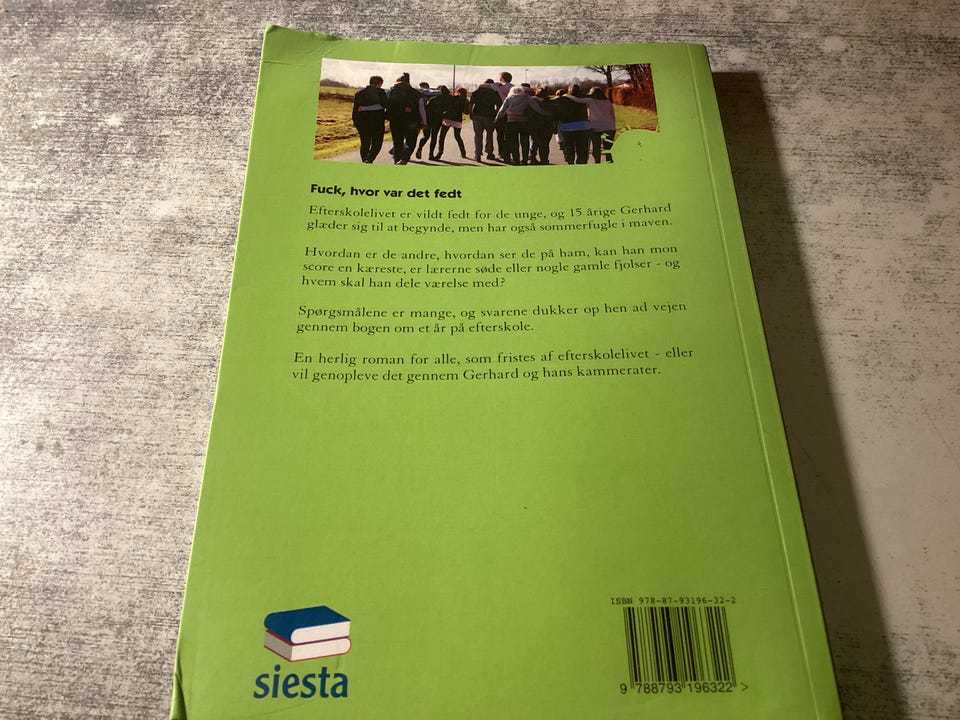 Fuck, hvor var det fedt
Efterskolelivet er vildt fedt for de unge, og 15 årige Gerhard
glæder sig til at begynde, men har også sommerfugle i maven.
Hvordan er de andre, hvordan ser de på ham, kan han mon
score en kæreste, er lærerne søde eller nogle gamle fjolser - og
hvem skal han dele værelse med?
Spørgsmålene er mange, og svarene dukker op hen ad vejen
gennem bogen om et år på efterskole.
En herlig roman for alle, som fristes af efterskolelivet - eller
vil genopleve det gennem Gerhard og hans kammerater.
ISBN 978-87-93196-32-2
9 788793 196322 >
siesta